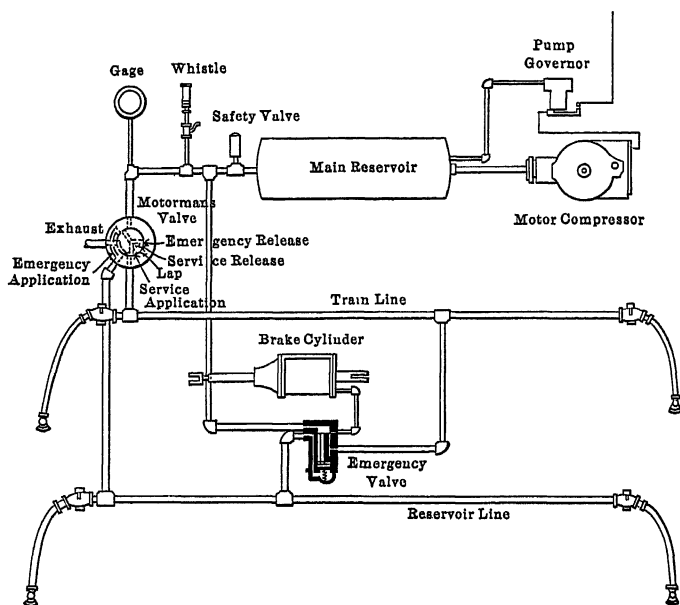 Pump
Governor
Gage
Whistle
Safety Valve
Main Reservoir
Motor Compressor
Motormans
Valve
Exhaust
Emergency Release
Service Release
Emergency
Application
Lap
Service
Application
Train Line
Brake Cylinder
Emergency
Valve
Reservoir Line